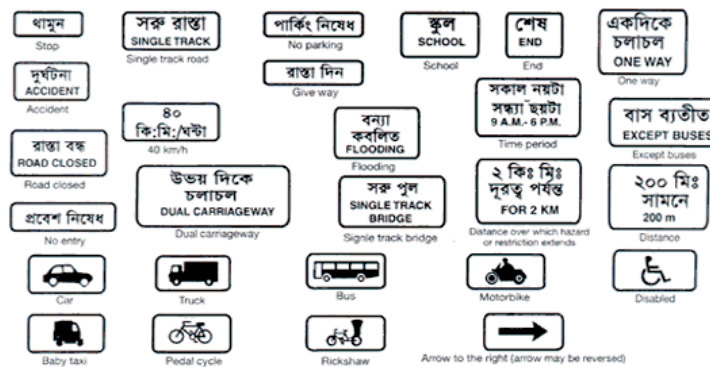 থামুন
Stop
সরু রাস্তা
SINGLE TRACK
Single track road
পার্কিং নিষেধ
No parking
স্কুল
SCHOOL
School
শেষ
END
End
একদিকে
চলাচল
ONE WAY
One way
দুর্ঘটনা
ACCIDENT
Accident
৪০
কি:মি:/ঘন্টা
40 km/h
রাস্তা দিন
Give way
বন্যা
কবলিত
FLOODING
Flooding
সকাল নয়টা
সন্ধ্যা ছয়টা
9 A.M.- 6 P.M.
Time period
বাস ব্যতীত
EXCEPT BUSES
Except buses
রাস্তা বন্ধ
ROAD CLOSED
Road closed
উভয় দিকে
চলাচল
DUAL CARRIAGEWAY
Dual carriageway
সরু পুল
SINGLE TRACK
BRIDGE
Signle track bridge
২ কিঃ মিঃ
দূরত্ব পর্যন্ত
FOR 2 KM
Distance over which hazard
or restriction extends
২০০ মিঃ
সামনে
200 m
Distance
প্রবেশ নিষেধ
No entry
Car
Truck
Bus
Motorbike
Disabled
Baby taxi
Pedal cycle
Rickshaw
Arrow to the right (arrow may be reversed)